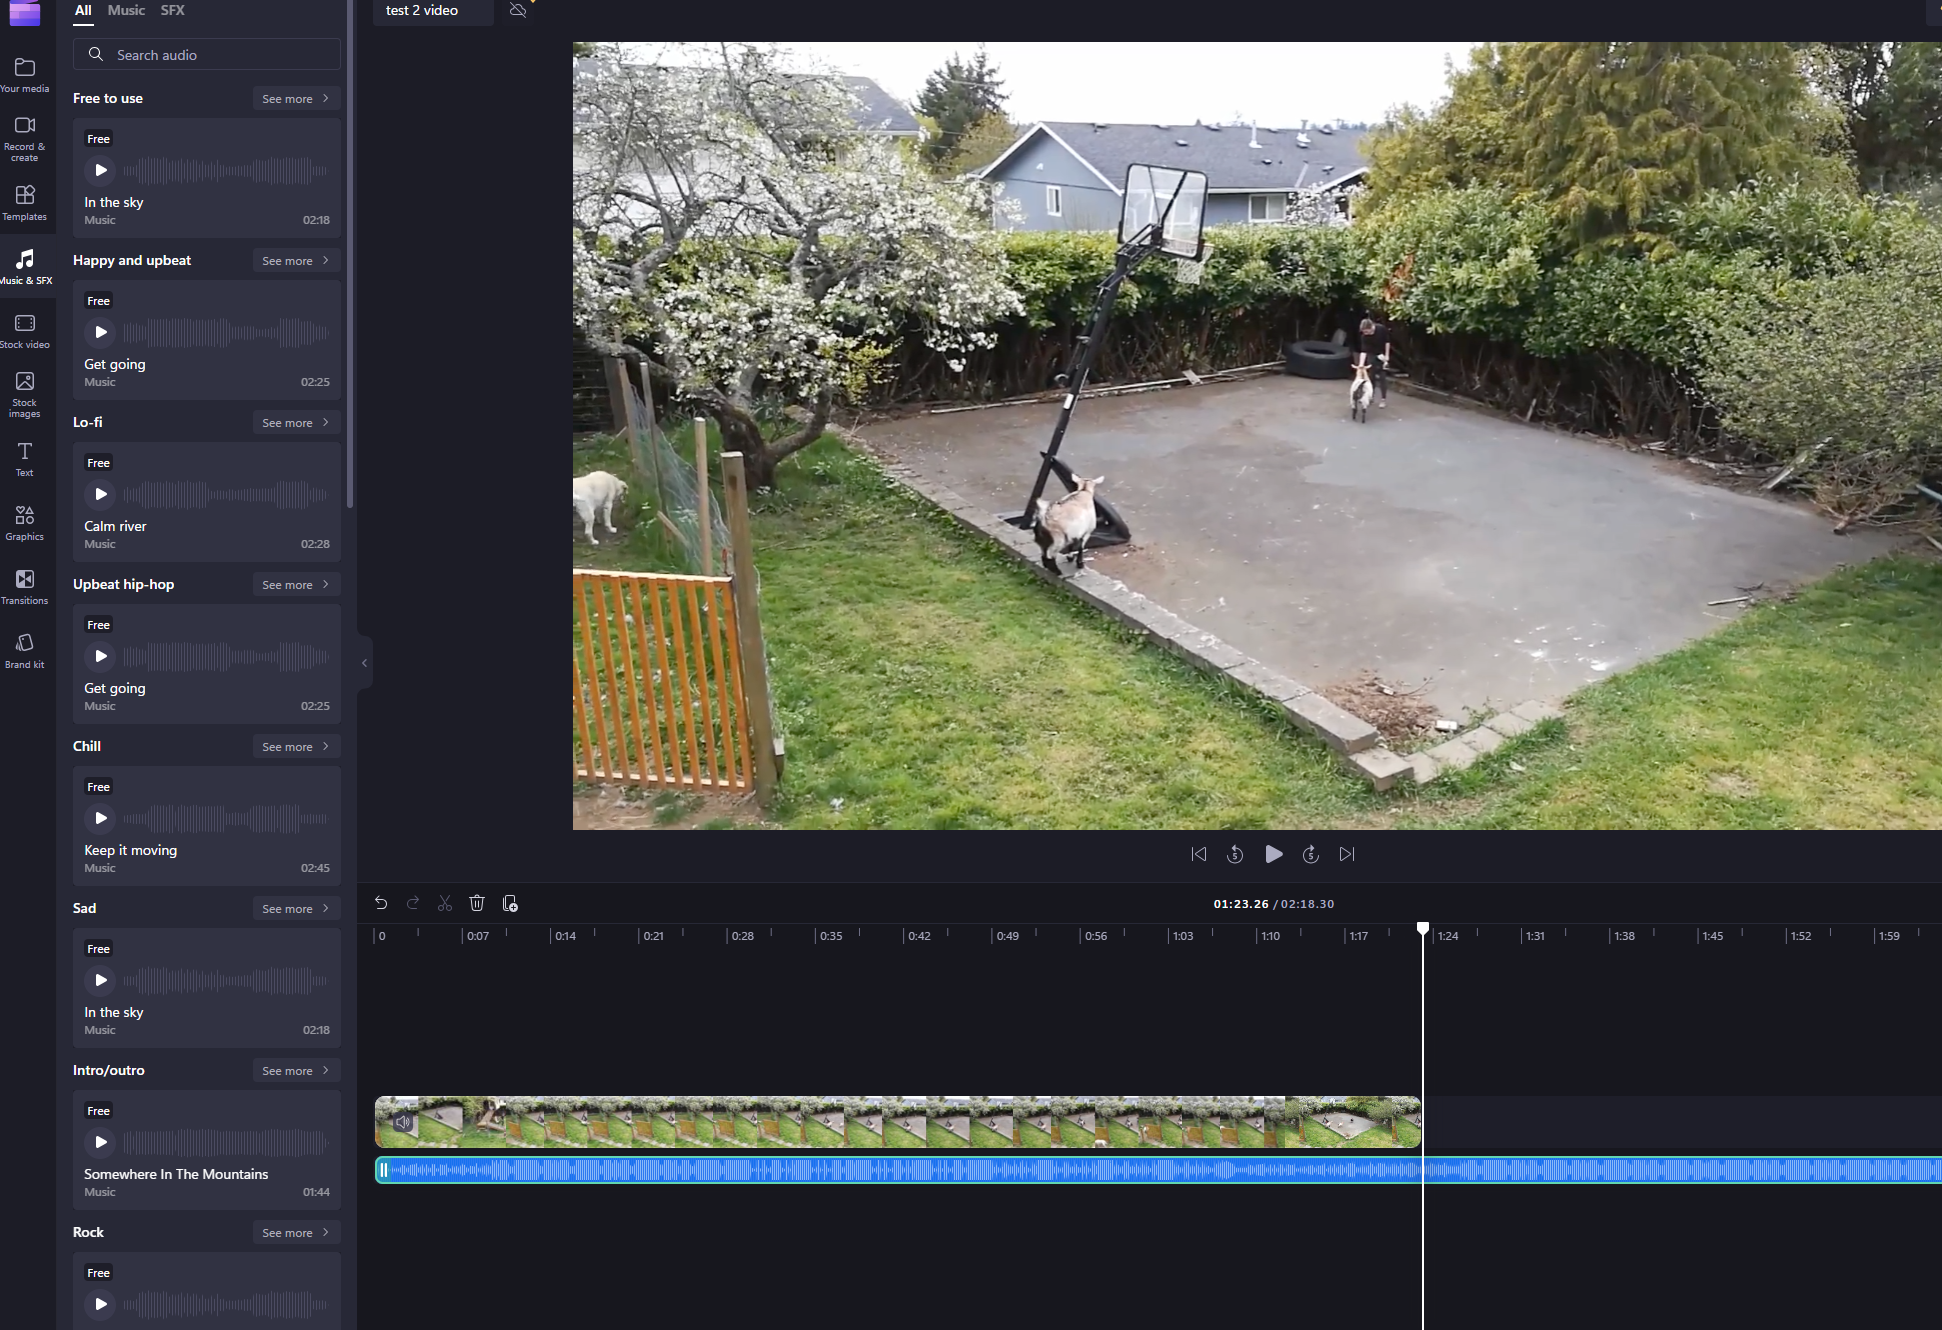 All Music SFX
Search audio
Your media
Record &
create
Templates
Music & SFX
Stock video
Stock
images
Text
Graphics
Transitions
Brand kit
Free to use See more
Free
In the sky
Music 02:18
Happy and upbeat See more
Free
Get going
Music 02:25
Lo-fi See more
Free
Calm river
Music 02:28
Upbeat hip-hop See more
Free
Get going
Music 02:25
Chill See more
Free
Keep it moving
Music 02:45
Sad See more
Free
In the sky
Music 02:18
Intro/outro See more
Free
Somewhere In The Mountains
Music 01:44
Rock See more
Free
test 2 video
5 5
01:23.26 / 02:18.30
0 0:07 0:14 0:21 0:28 0:35 0:42 0:49 0:56 1:03 1:10 1:17 1:24 1:31 1:38 1:45 1:52 1:59